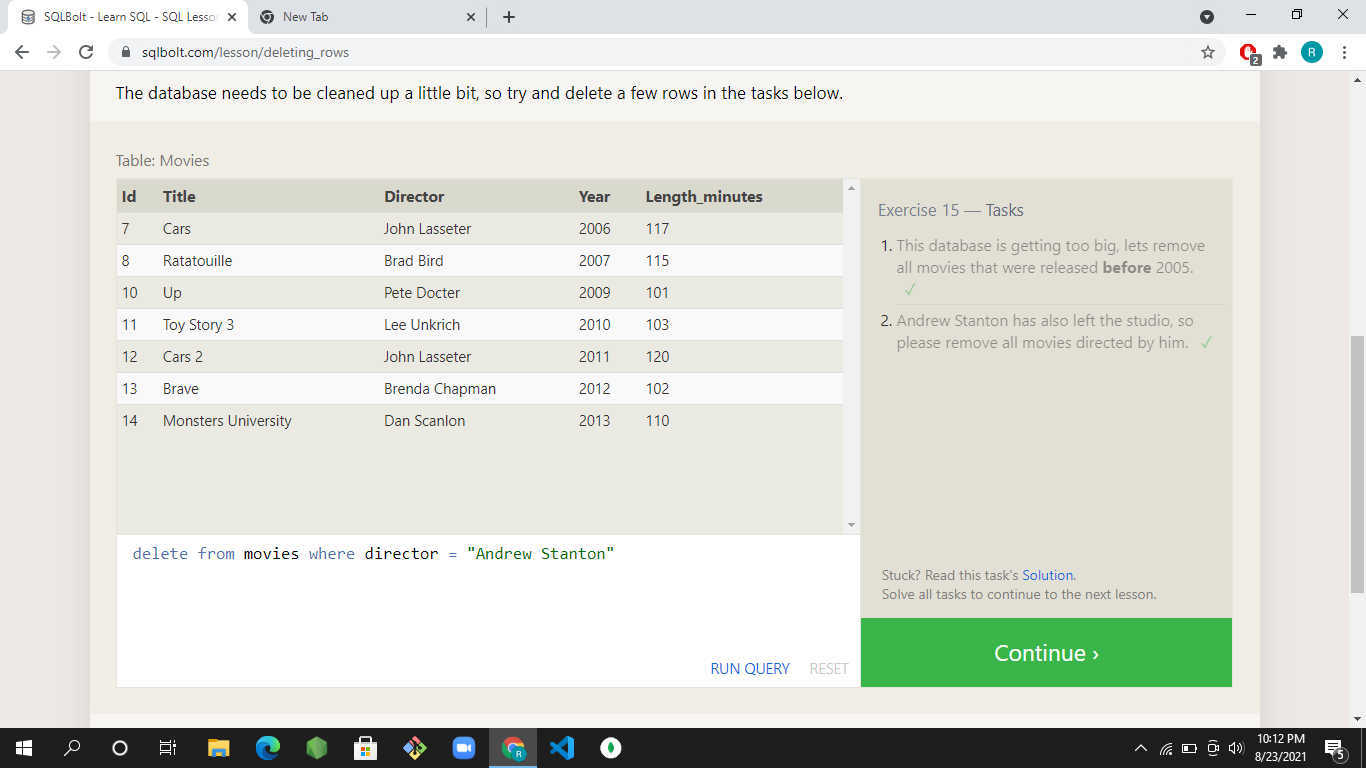 SQLBolt - Learn SQL - SQL Lesso
New Tab
sqlbolt.com/lesson/deleting_rows
R
2
The database needs to be cleaned up a little bit, so try and delete a few rows in the tasks below.
Table: Movies
Id Title Director Year Length_minutes
7 Cars John Lasseter 2006 117
8 Ratatouille Brad Bird 2007 115
10 Up Pete Docter 2009 101
11 Toy Story 3 Lee Unkrich 2010 103
12 Cars 2 John Lasseter 2011 120
13 Brave Brenda Chapman 2012 102
14 Monsters University Dan Scanlon 2013 110
delete from movies where director = "Andrew Stanton"
RUN QUERY RESET
Exercise 15 — Tasks
1. This database is getting too big, lets remove
all movies that were released before 2005.
✓
2. Andrew Stanton has also left the studio, so
please remove all movies directed by him. ✓
Stuck? Read this task's Solution.
Solve all tasks to continue to the next lesson.
Continue ›
R
10:12 PM
8/23/2021
5